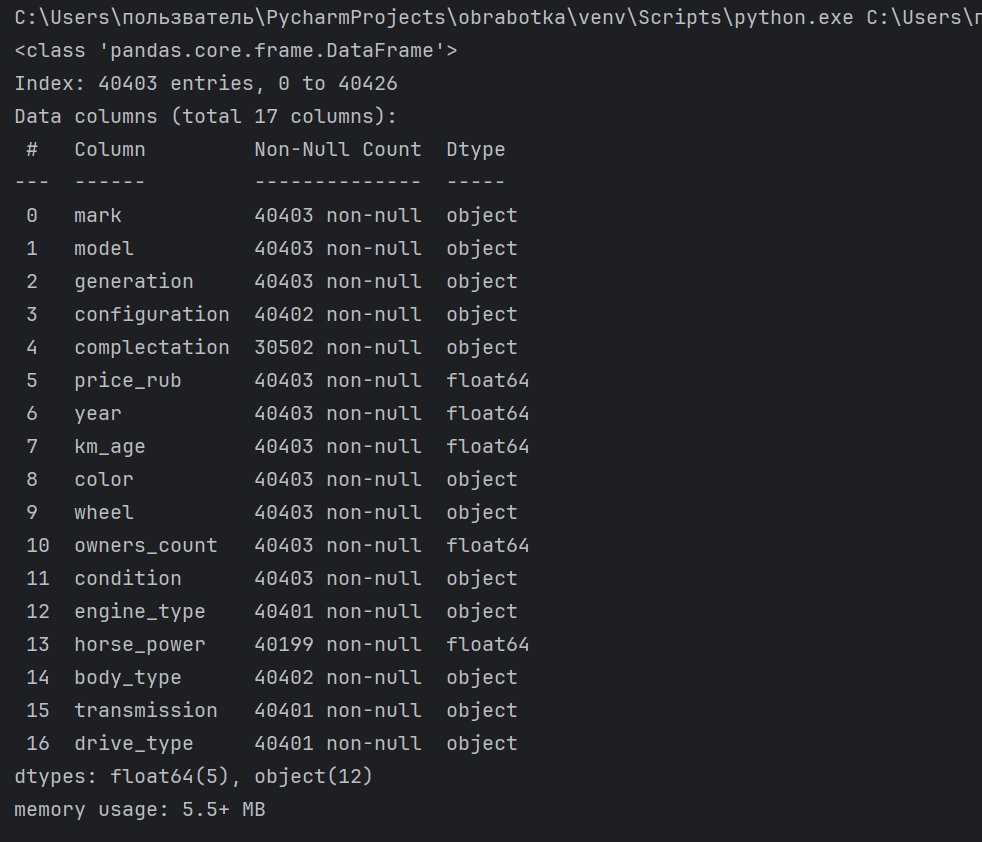 C:\Users\пользватель\PycharmProjects\obrabotka\venv\Scripts\python.exe C:\Users\
<class 'pandas.core.frame.DataFrame'>
Index: 40403 entries, 0 to 40426
Data columns (total 17 columns):
 #   Column         Non-Null Count  Dtype
---  ------         --------------  -----
 0   mark           40403 non-null  object
 1   model          40403 non-null  object
 2   generation     40403 non-null  object
 3   configuration  40402 non-null  object
 4   complectation  30502 non-null  object
 5   price_rub      40403 non-null  float64
 6   year           40403 non-null  float64
 7   km_age         40403 non-null  float64
 8   color          40403 non-null  object
 9   wheel          40403 non-null  object
 10  owners_count   40403 non-null  float64
 11  condition      40403 non-null  object
 12  engine_type    40401 non-null  object
 13  horse_power    40199 non-null  float64
 14  body_type      40402 non-null  object
 15  transmission   40401 non-null  object
 16  drive_type     40401 non-null  object
dtypes: float64(5), object(12)
memory usage: 5.5+ MB